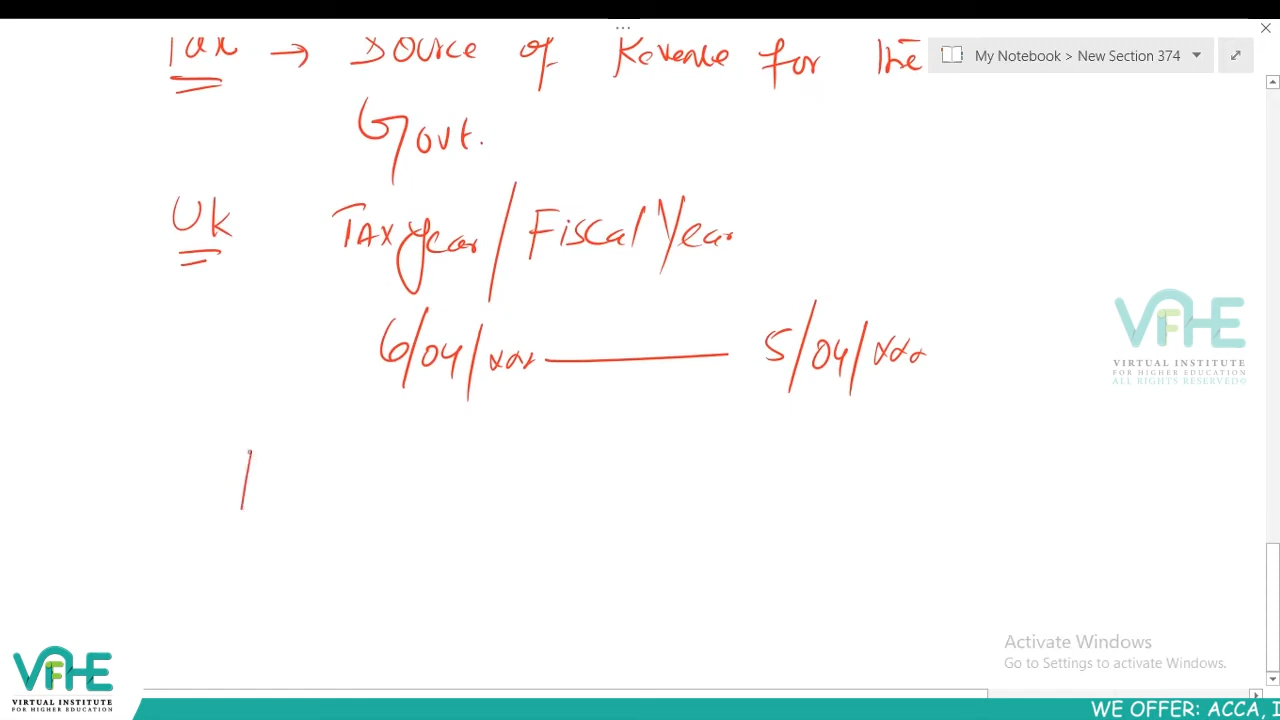 Tax → Source of Revenue for the
My Notebook > New Section 374
Govt.
UK Tax year / Fiscal Year
6/04/xxx — 5/04/xxx
VIFHE
VIRTUAL INSTITUTE
FOR HIGHER EDUCATION
ALL RIGHTS RESERVED©
Activate Windows
Go to Settings to activate Windows.
VIFHE
VIRTUAL INSTITUTE
FOR HIGHER EDUCATION
WE OFFER: ACCA, I